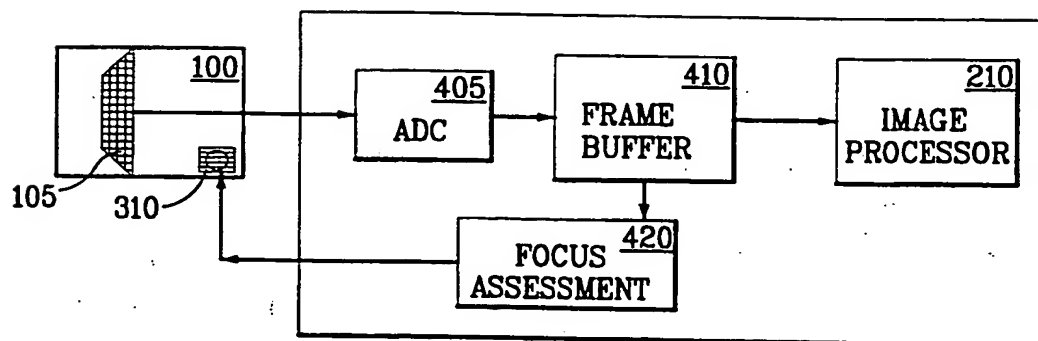 100
105
310
405
ADC
410
FRAME
BUFFER
210
IMAGE
PROCESSOR
420
FOCUS
ASSESSMENT